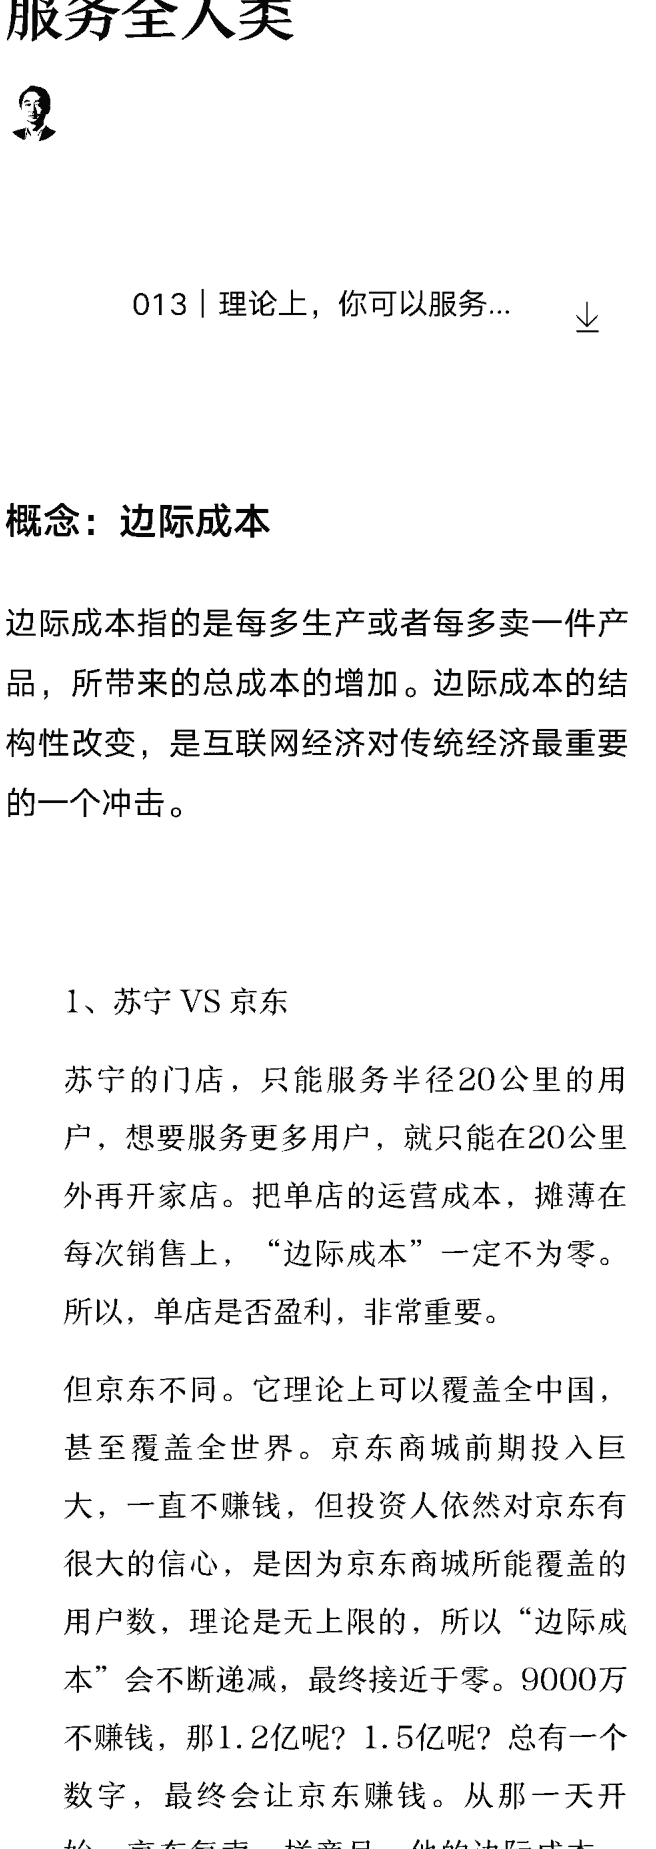 服务全人类
013｜理论上，你可以服务...
概念：边际成本
边际成本指的是每多生产或者每多卖一件产
品，所带来的总成本的增加。边际成本的结
构性改变，是互联网经济对传统经济最重要
的一个冲击。
1、苏宁 VS 京东
苏宁的门店，只能服务半径20公里的用
户，想要服务更多用户，就只能在20公里
外再开家店。把单店的运营成本，摊薄在
每次销售上，“边际成本”一定不为零。
所以，单店是否盈利，非常重要。
但京东不同。它理论上可以覆盖全中国，
甚至覆盖全世界。京东商城前期投入巨
大，一直不赚钱，但投资人依然对京东有
很大的信心，是因为京东商城所能覆盖的
用户数，理论是无上限的，所以“边际成
本”会不断递减，最终接近于零。9000万
不赚钱，那1.2亿呢？1.5亿呢？总有一个
数字，最终会让京东赚钱。从那一天开